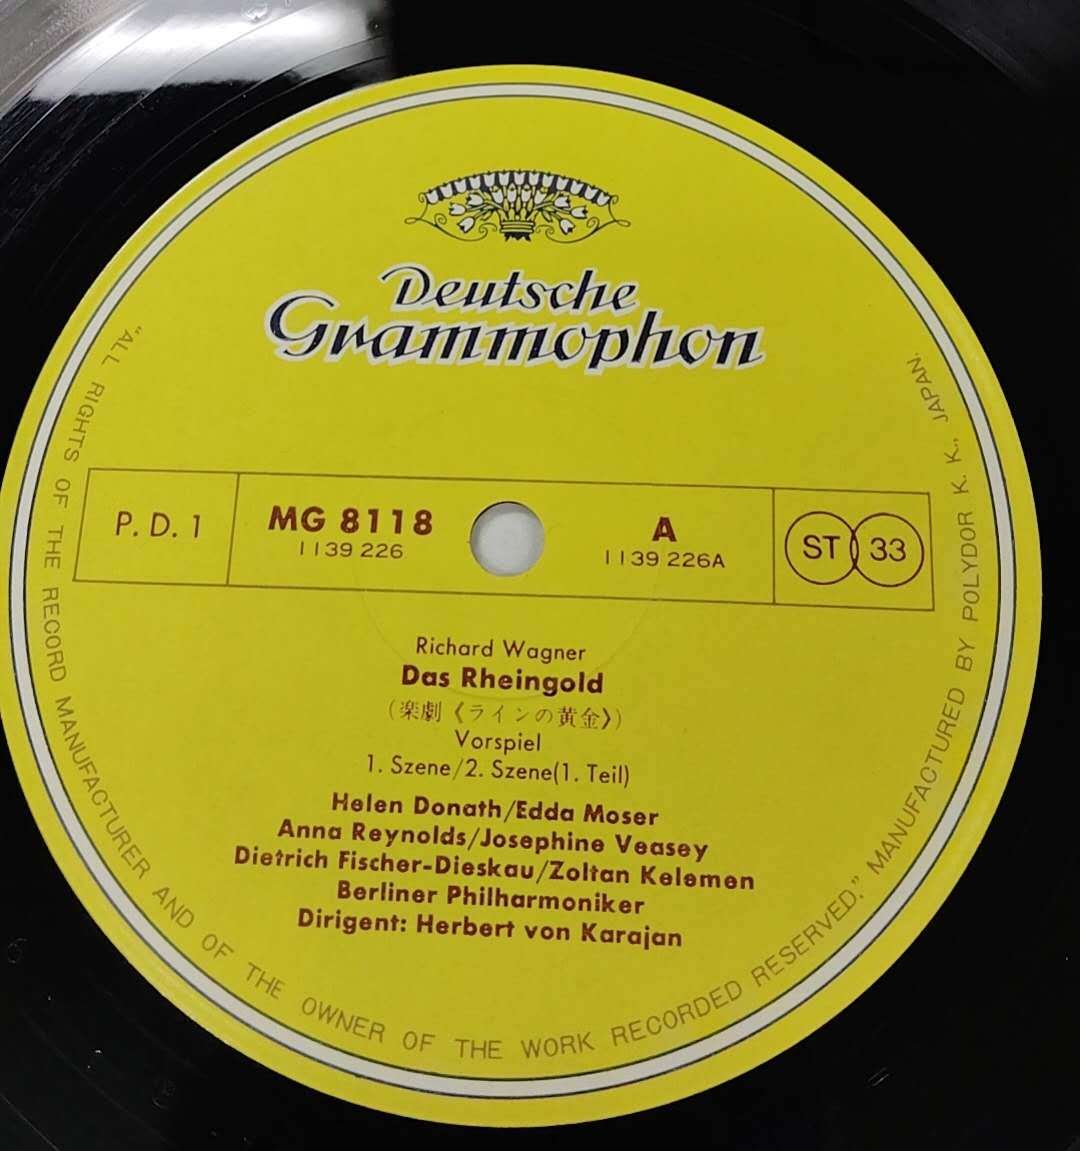 Deutsche
Grammophon
P. D. 1
MG 8118
1139 226
A
1139 226A
ST 33
Richard Wagner
Das Rheingold
(楽劇《ラインの黄金》)
Vorspiel
1. Szene/2. Szene(1. Teil)
Helen Donath/Edda Moser
Anna Reynolds/Josephine Veasey
Dietrich Fischer-Dieskau/Zoltan Kelemen
Berliner Philharmoniker
Dirigent: Herbert von Karajan
"ALL RIGHTS OF THE RECORD MANUFACTURER AND OF THE OWNER OF THE WORK RECORDED RESERVED." MANUFACTURED BY POLYDOR K. K., JAPAN.